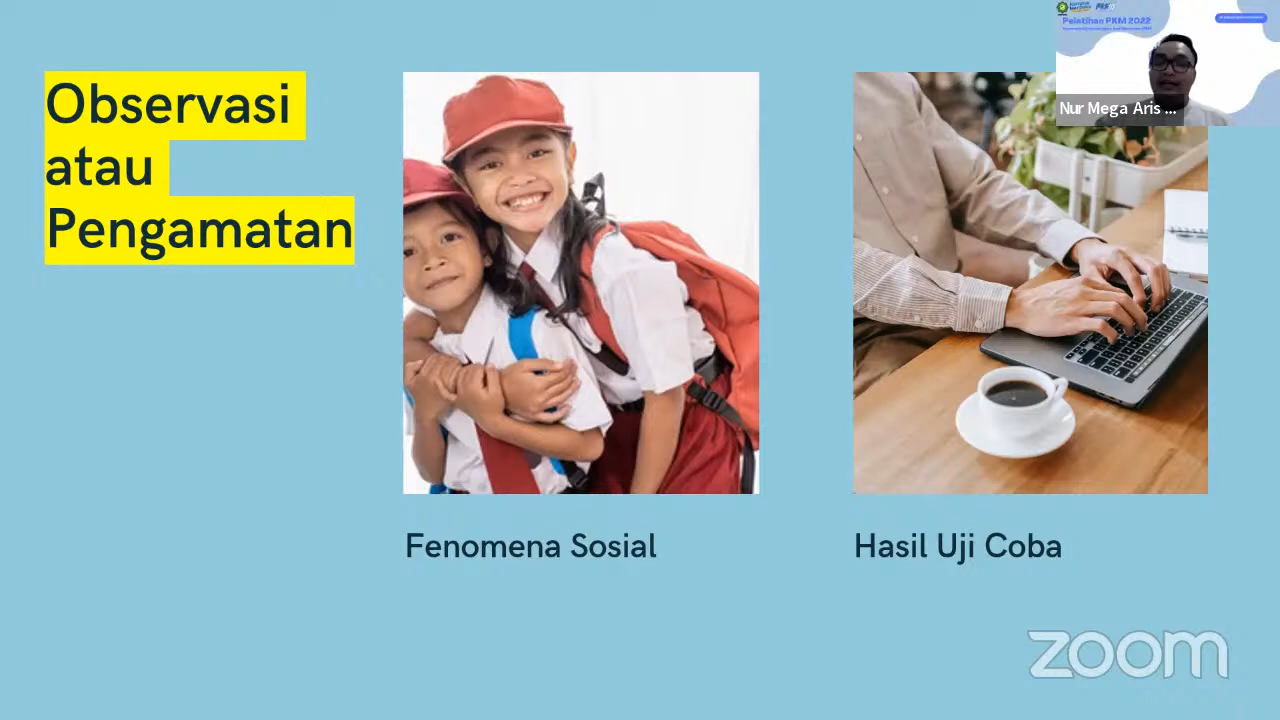 Observasi
atau
Pengamatan
Fenomena Sosial
Hasil Uji Coba
Pelatihan PKM 2022
Nur Mega Aris ...
zoom